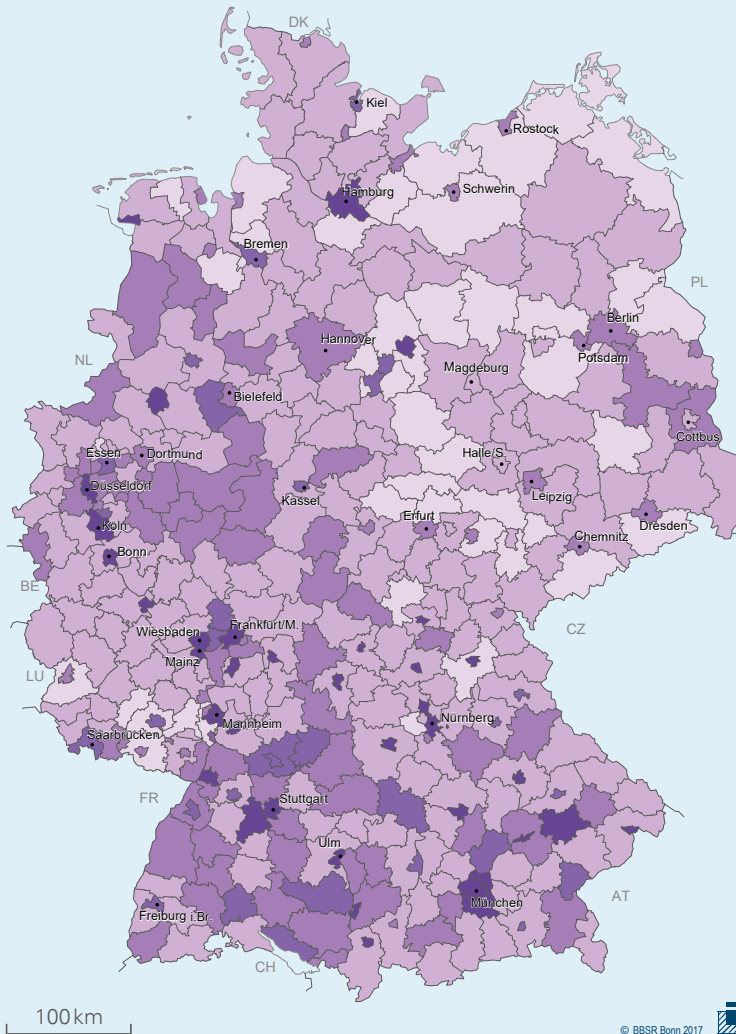 DK
Kiel
Rostock
Hamburg
Schwerin
Bremen
PL
Berlin
Hannover
Potsdam
NL
Magdeburg
Bielefeld
Cottbus
Essen
Dortmund
Halle/S.
Düsseldorf
Leipzig
Kassel
Erfurt
Dresden
Köln
Chemnitz
Bonn
BE
Frankfurt/M.
Wiesbaden
CZ
Mainz
LU
Nürnberg
Mannheim
Saarbrücken
FR
Stuttgart
Ulm
AT
München
Freiburg i.Br.
CH
100 km
© BBSR Bonn 2017